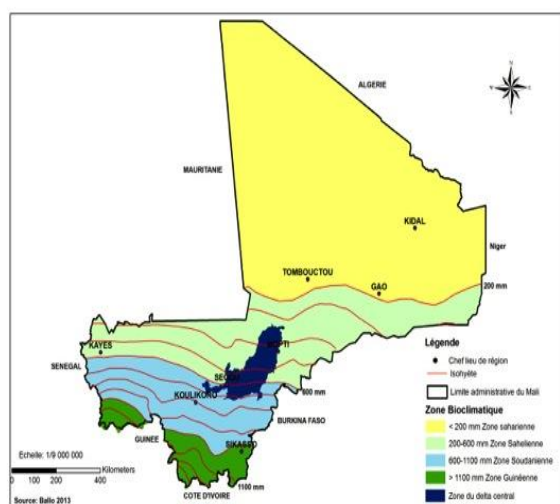 N
ALGERIE
MAURITANIE
KIDAL
Niger
TOMBOUCTOU
GAO
200 mm
KAYES
SENEGAL
SEGOU
KOULIKORO
600 mm
BURKINA FASO
GUINEE
SIKASSO
1100 mm
COTE D'IVOIRE
Echelle: 1/9 000 000
0 200 400
Kilometers
Source: Ballo 2013
Légende
Chef lieu de région
Isohyète
Limite administrative du Mali
Zone Bioclimatique
< 200 mm Zone saharienne
200-600 mm Zone Sahelienne
600-1100 mm Zone Soudanienne
> 1100 mm Zone Guinéenne
Zone du delta central